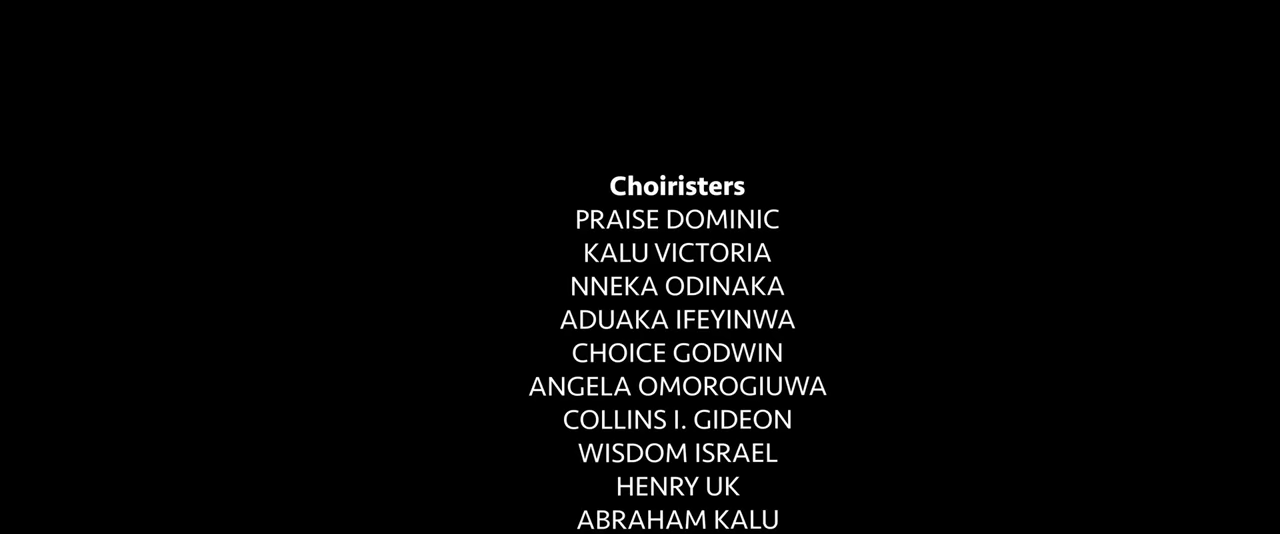 Choiristers
PRAISE DOMINIC
KALU VICTORIA
NNEKA ODINAKA
ADUAKA IFEYINWA
CHOICE GODWIN
ANGELA OMOROGIUWA
COLLINS I. GIDEON
WISDOM ISRAEL
HENRY UK
ABRAHAM KALU